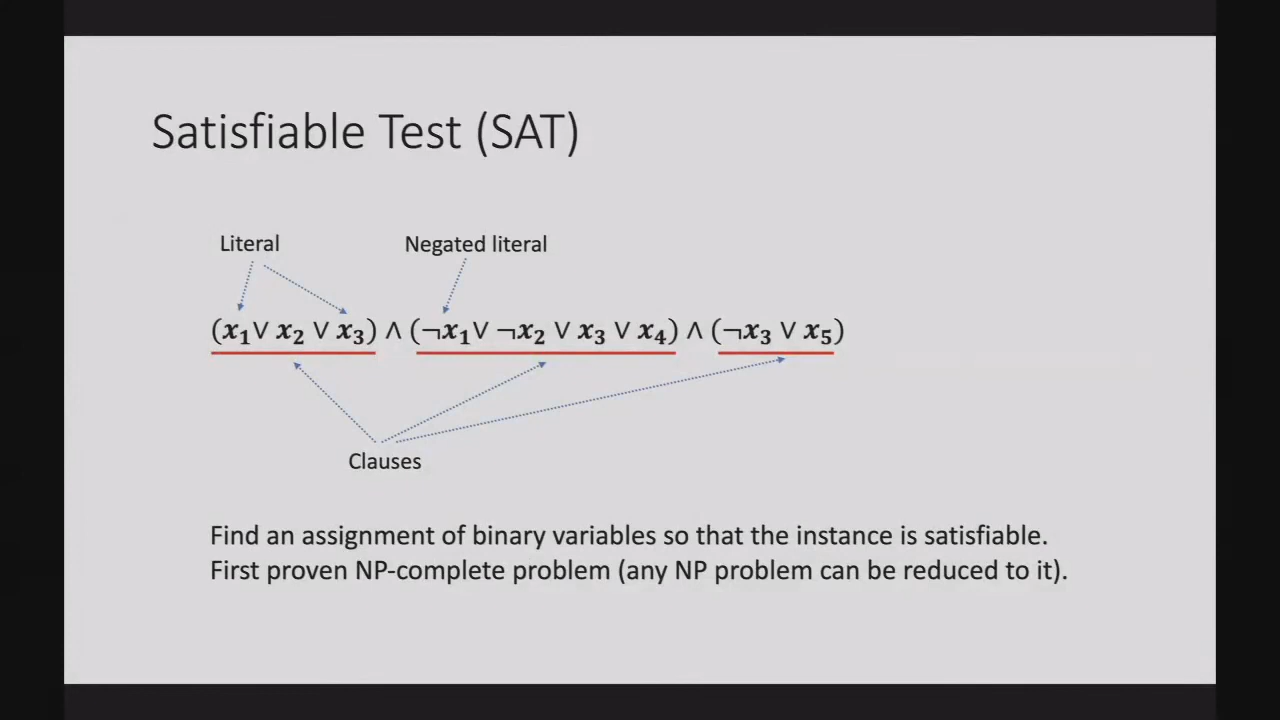 Satisfiable Test (SAT)
Literal
Negated literal
(x₁∨ x₂ ∨ x₃) ∧ (¬x₁∨ ¬x₂ ∨ x₃ ∨ x₄) ∧ (¬x₃ ∨ x₅)
Clauses
Find an assignment of binary variables so that the instance is satisfiable.
First proven NP-complete problem (any NP problem can be reduced to it).